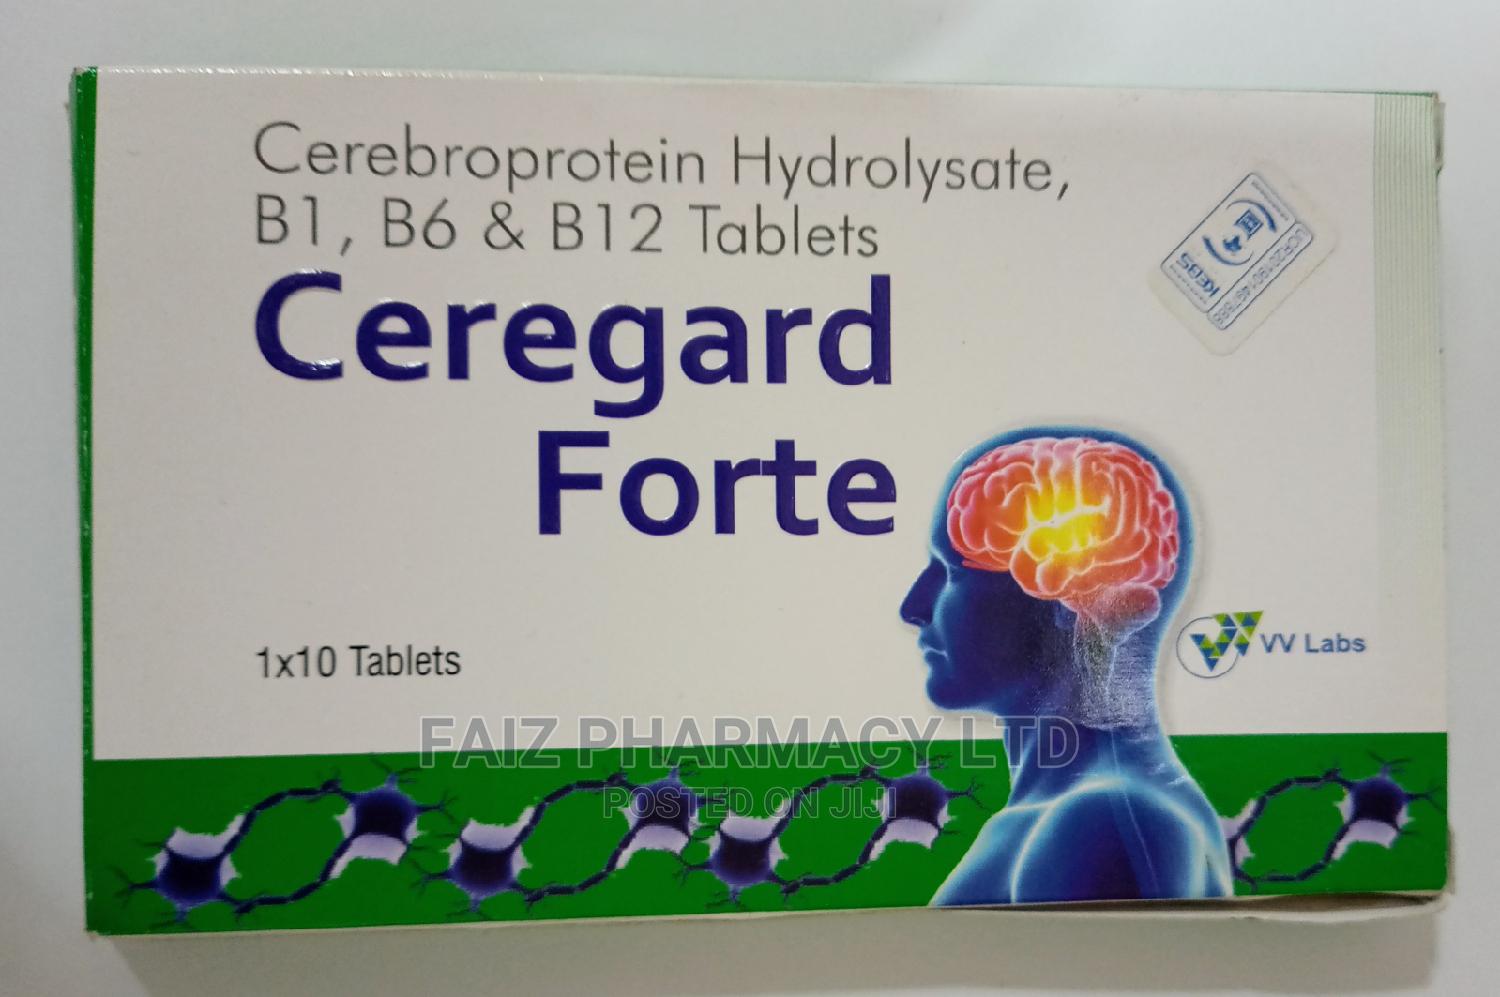 Cerebroprotein Hydrolysate,
B1, B6 & B12 Tablets
Ceregard
Forte
KEBS
1x10 Tablets
VV Labs
FAIZ PHARMACY LTD
POSTED ON JIJI